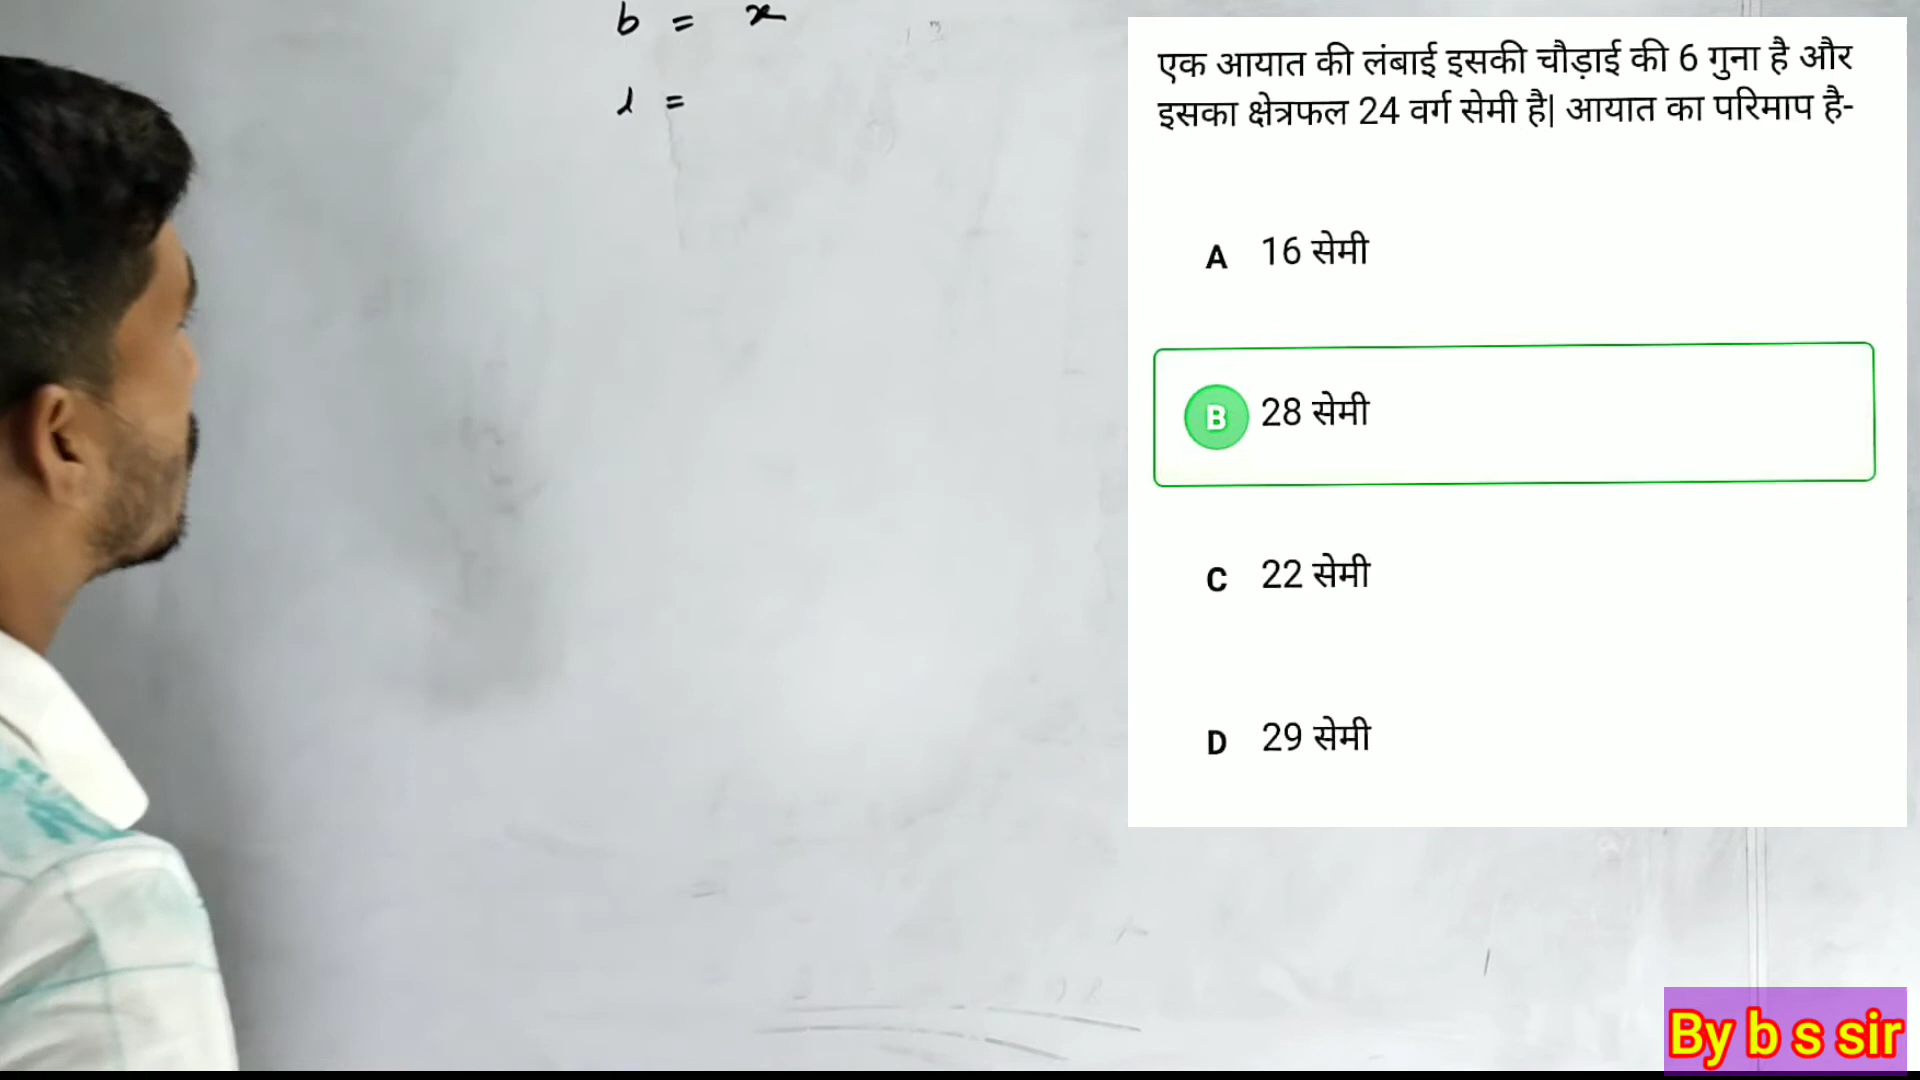 b = x
l =
एक आयात की लंबाई इसकी चौड़ाई की 6 गुना है और
इसका क्षेत्रफल 24 वर्ग सेमी है| आयात का परिमाप है-
A 16 सेमी
B 28 सेमी
C 22 सेमी
D 29 सेमी
By b s sir